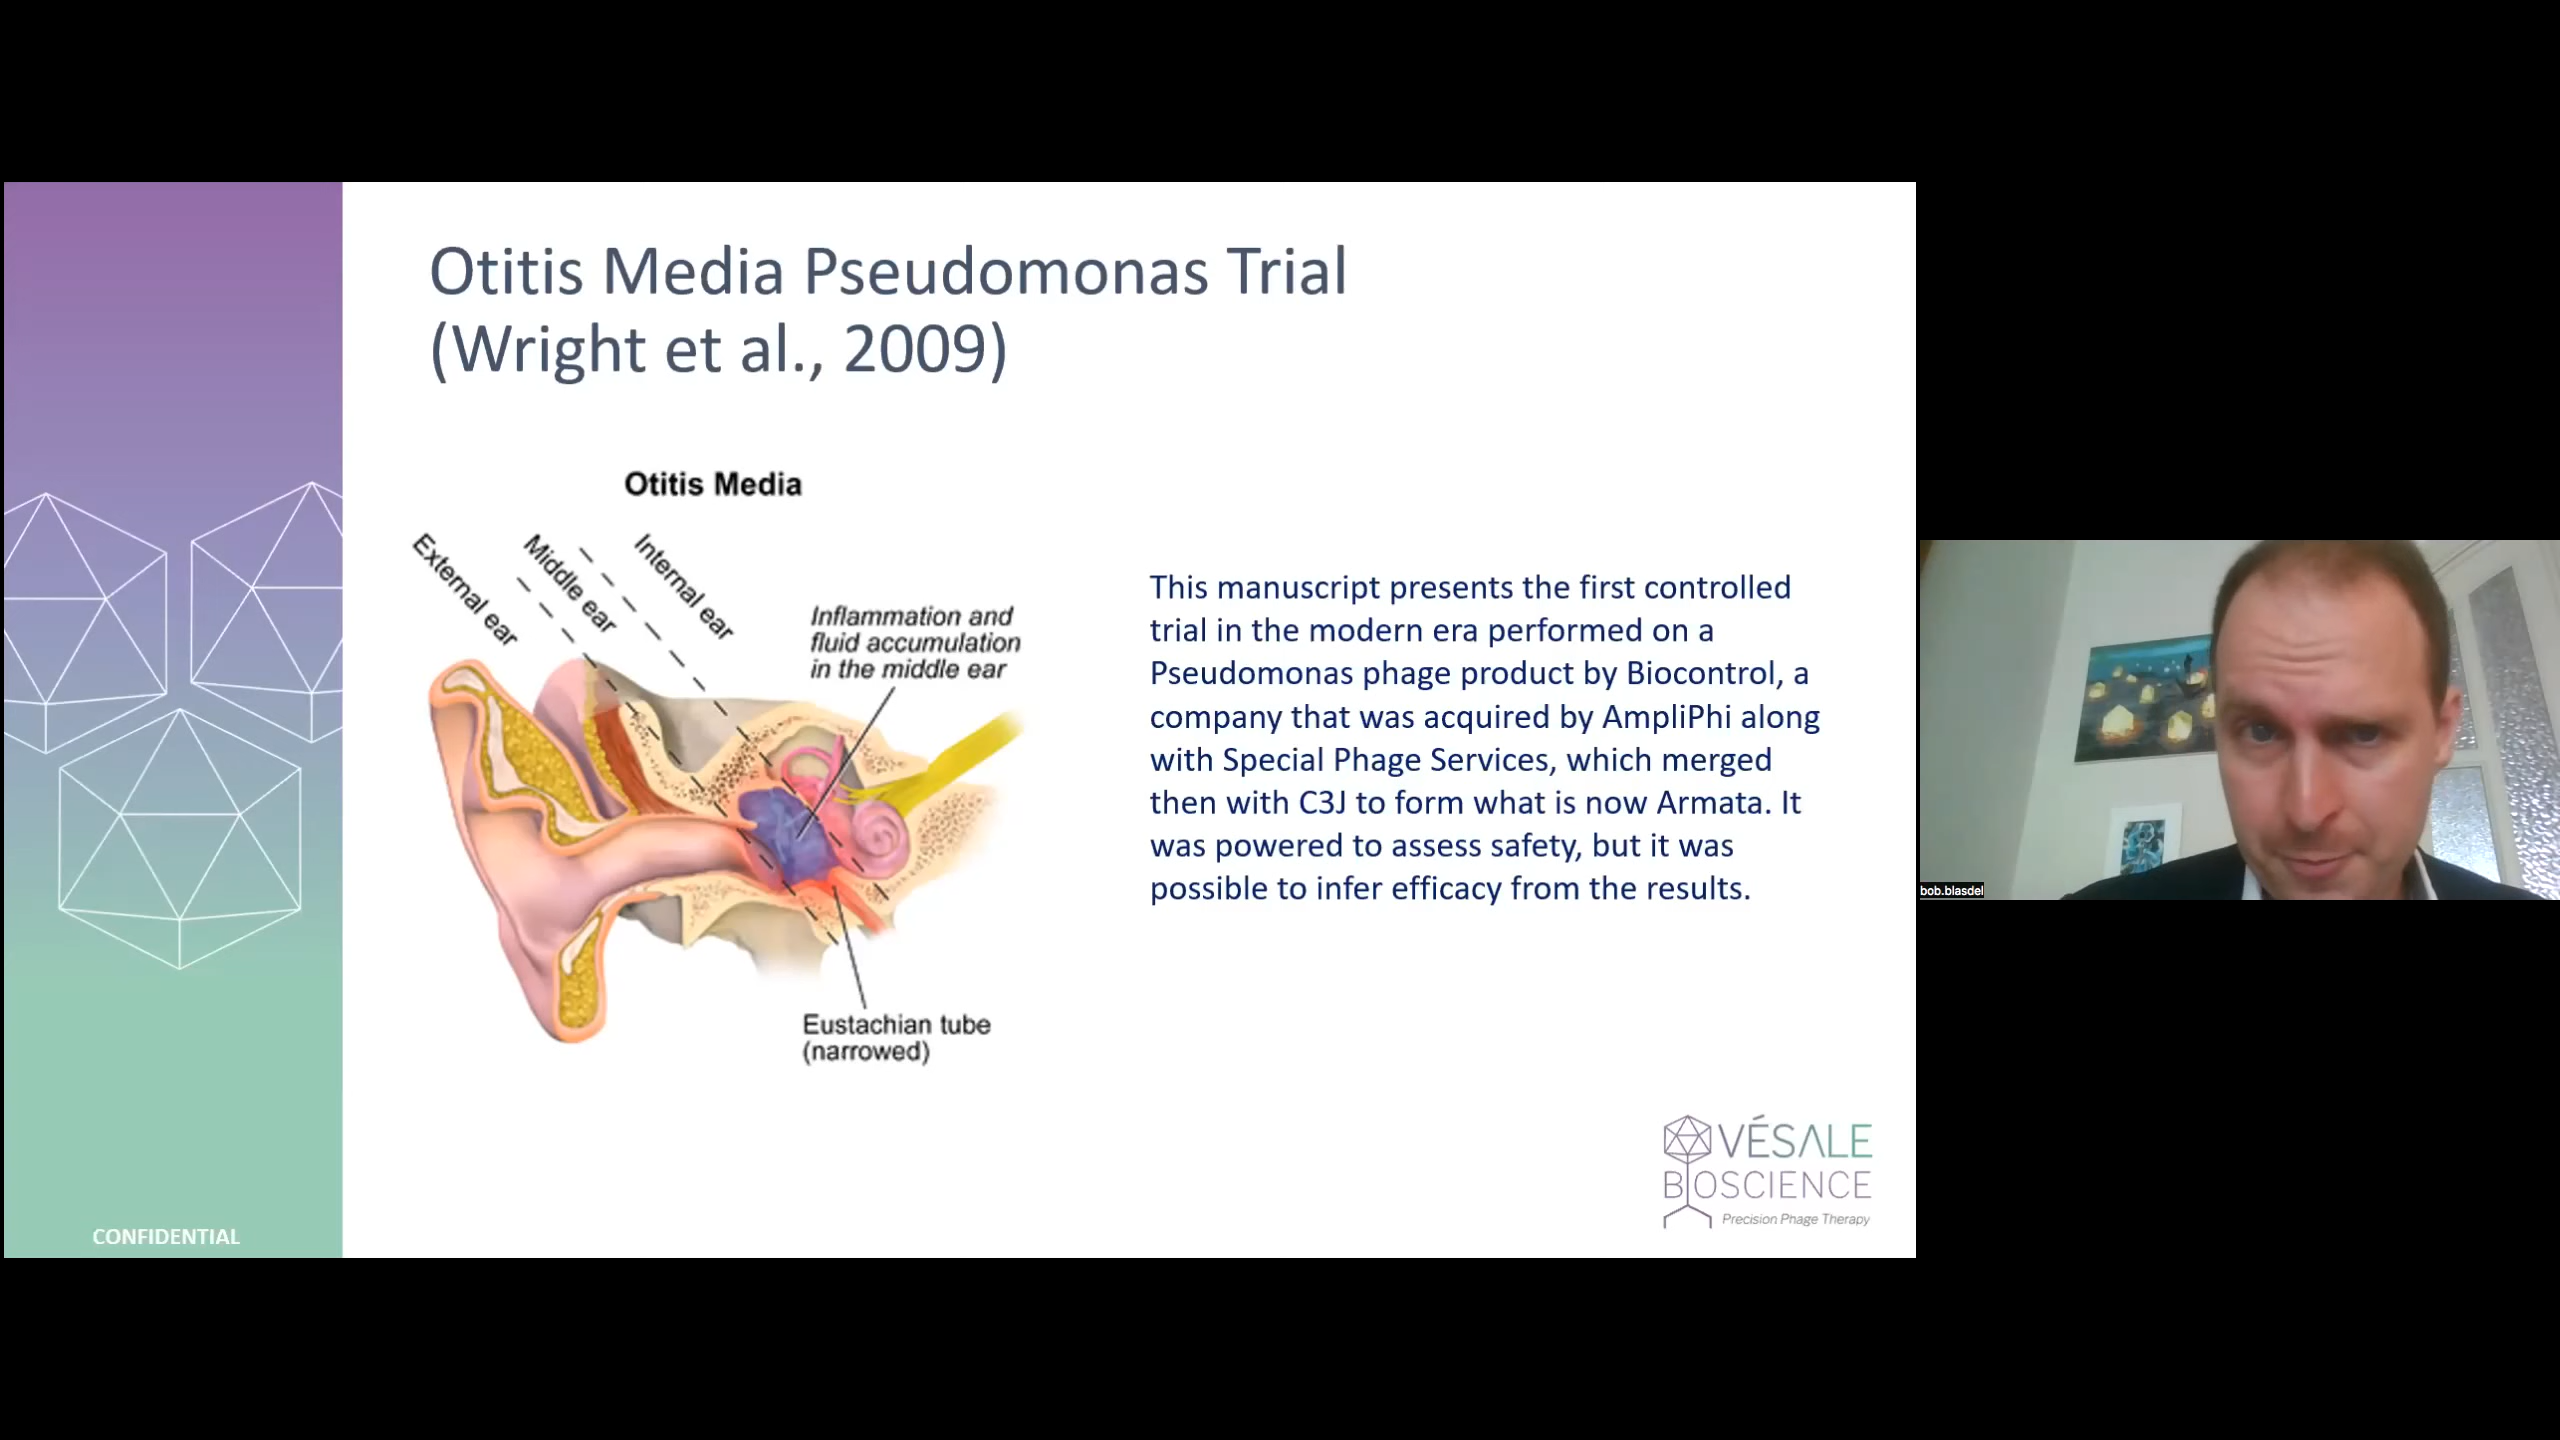 Otitis Media Pseudomonas Trial
(Wright et al., 2009)
Otitis Media
External ear
Middle ear
Internal ear
Inflammation and
fluid accumulation
in the middle ear
Eustachian tube
(narrowed)
This manuscript presents the first controlled
trial in the modern era performed on a
Pseudomonas phage product by Biocontrol, a
company that was acquired by AmpliPhi along
with Special Phage Services, which merged
then with C3J to form what is now Armata. It
was powered to assess safety, but it was
possible to infer efficacy from the results.
CONFIDENTIAL
VÉSALE
BIOSCIENCE
Precision Phage Therapy
bob.blasdel